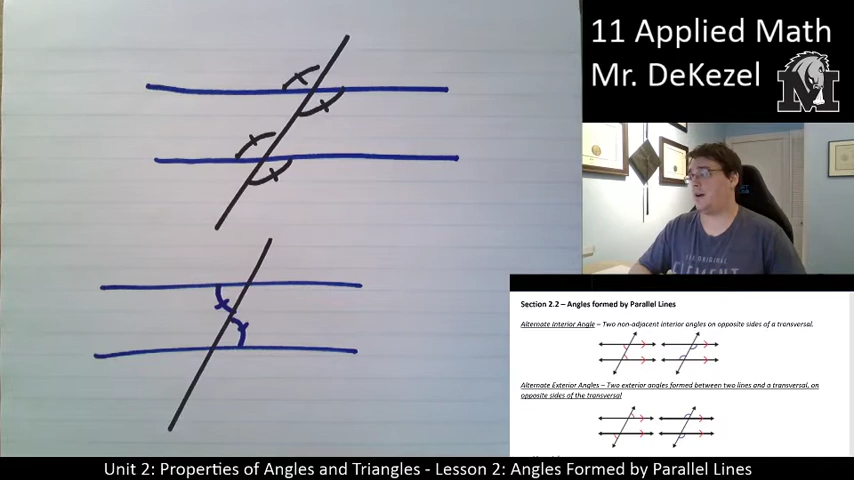 11 Applied Math
Mr. DeKezel
M
THE ORIGINAL
ELEMENT
Section 2.2 – Angles formed by Parallel Lines
Alternate Interior Angle – Two non-adjacent interior angles on opposite sides of a transversal.
Alternate Exterior Angles – Two exterior angles formed between two lines and a transversal, on
opposite sides of the transversal
Unit 2: Properties of Angles and Triangles - Lesson 2: Angles Formed by Parallel Lines